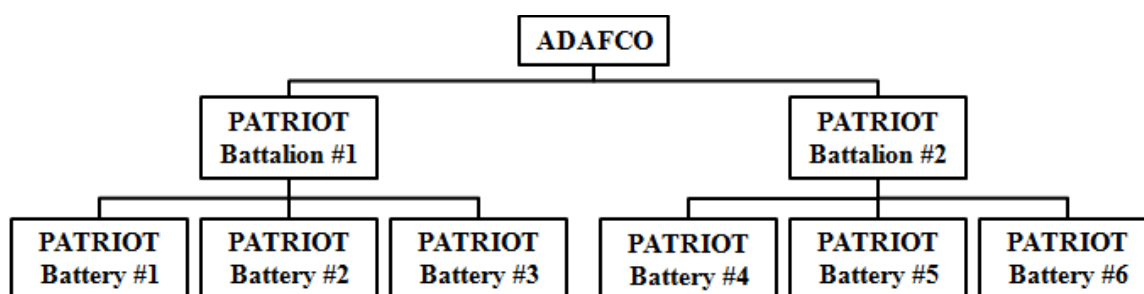 ADAFCO
PATRIOT
Battalion #1
PATRIOT
Battalion #2
PATRIOT
Battery #1
PATRIOT
Battery #2
PATRIOT
Battery #3
PATRIOT
Battery #4
PATRIOT
Battery #5
PATRIOT
Battery #6